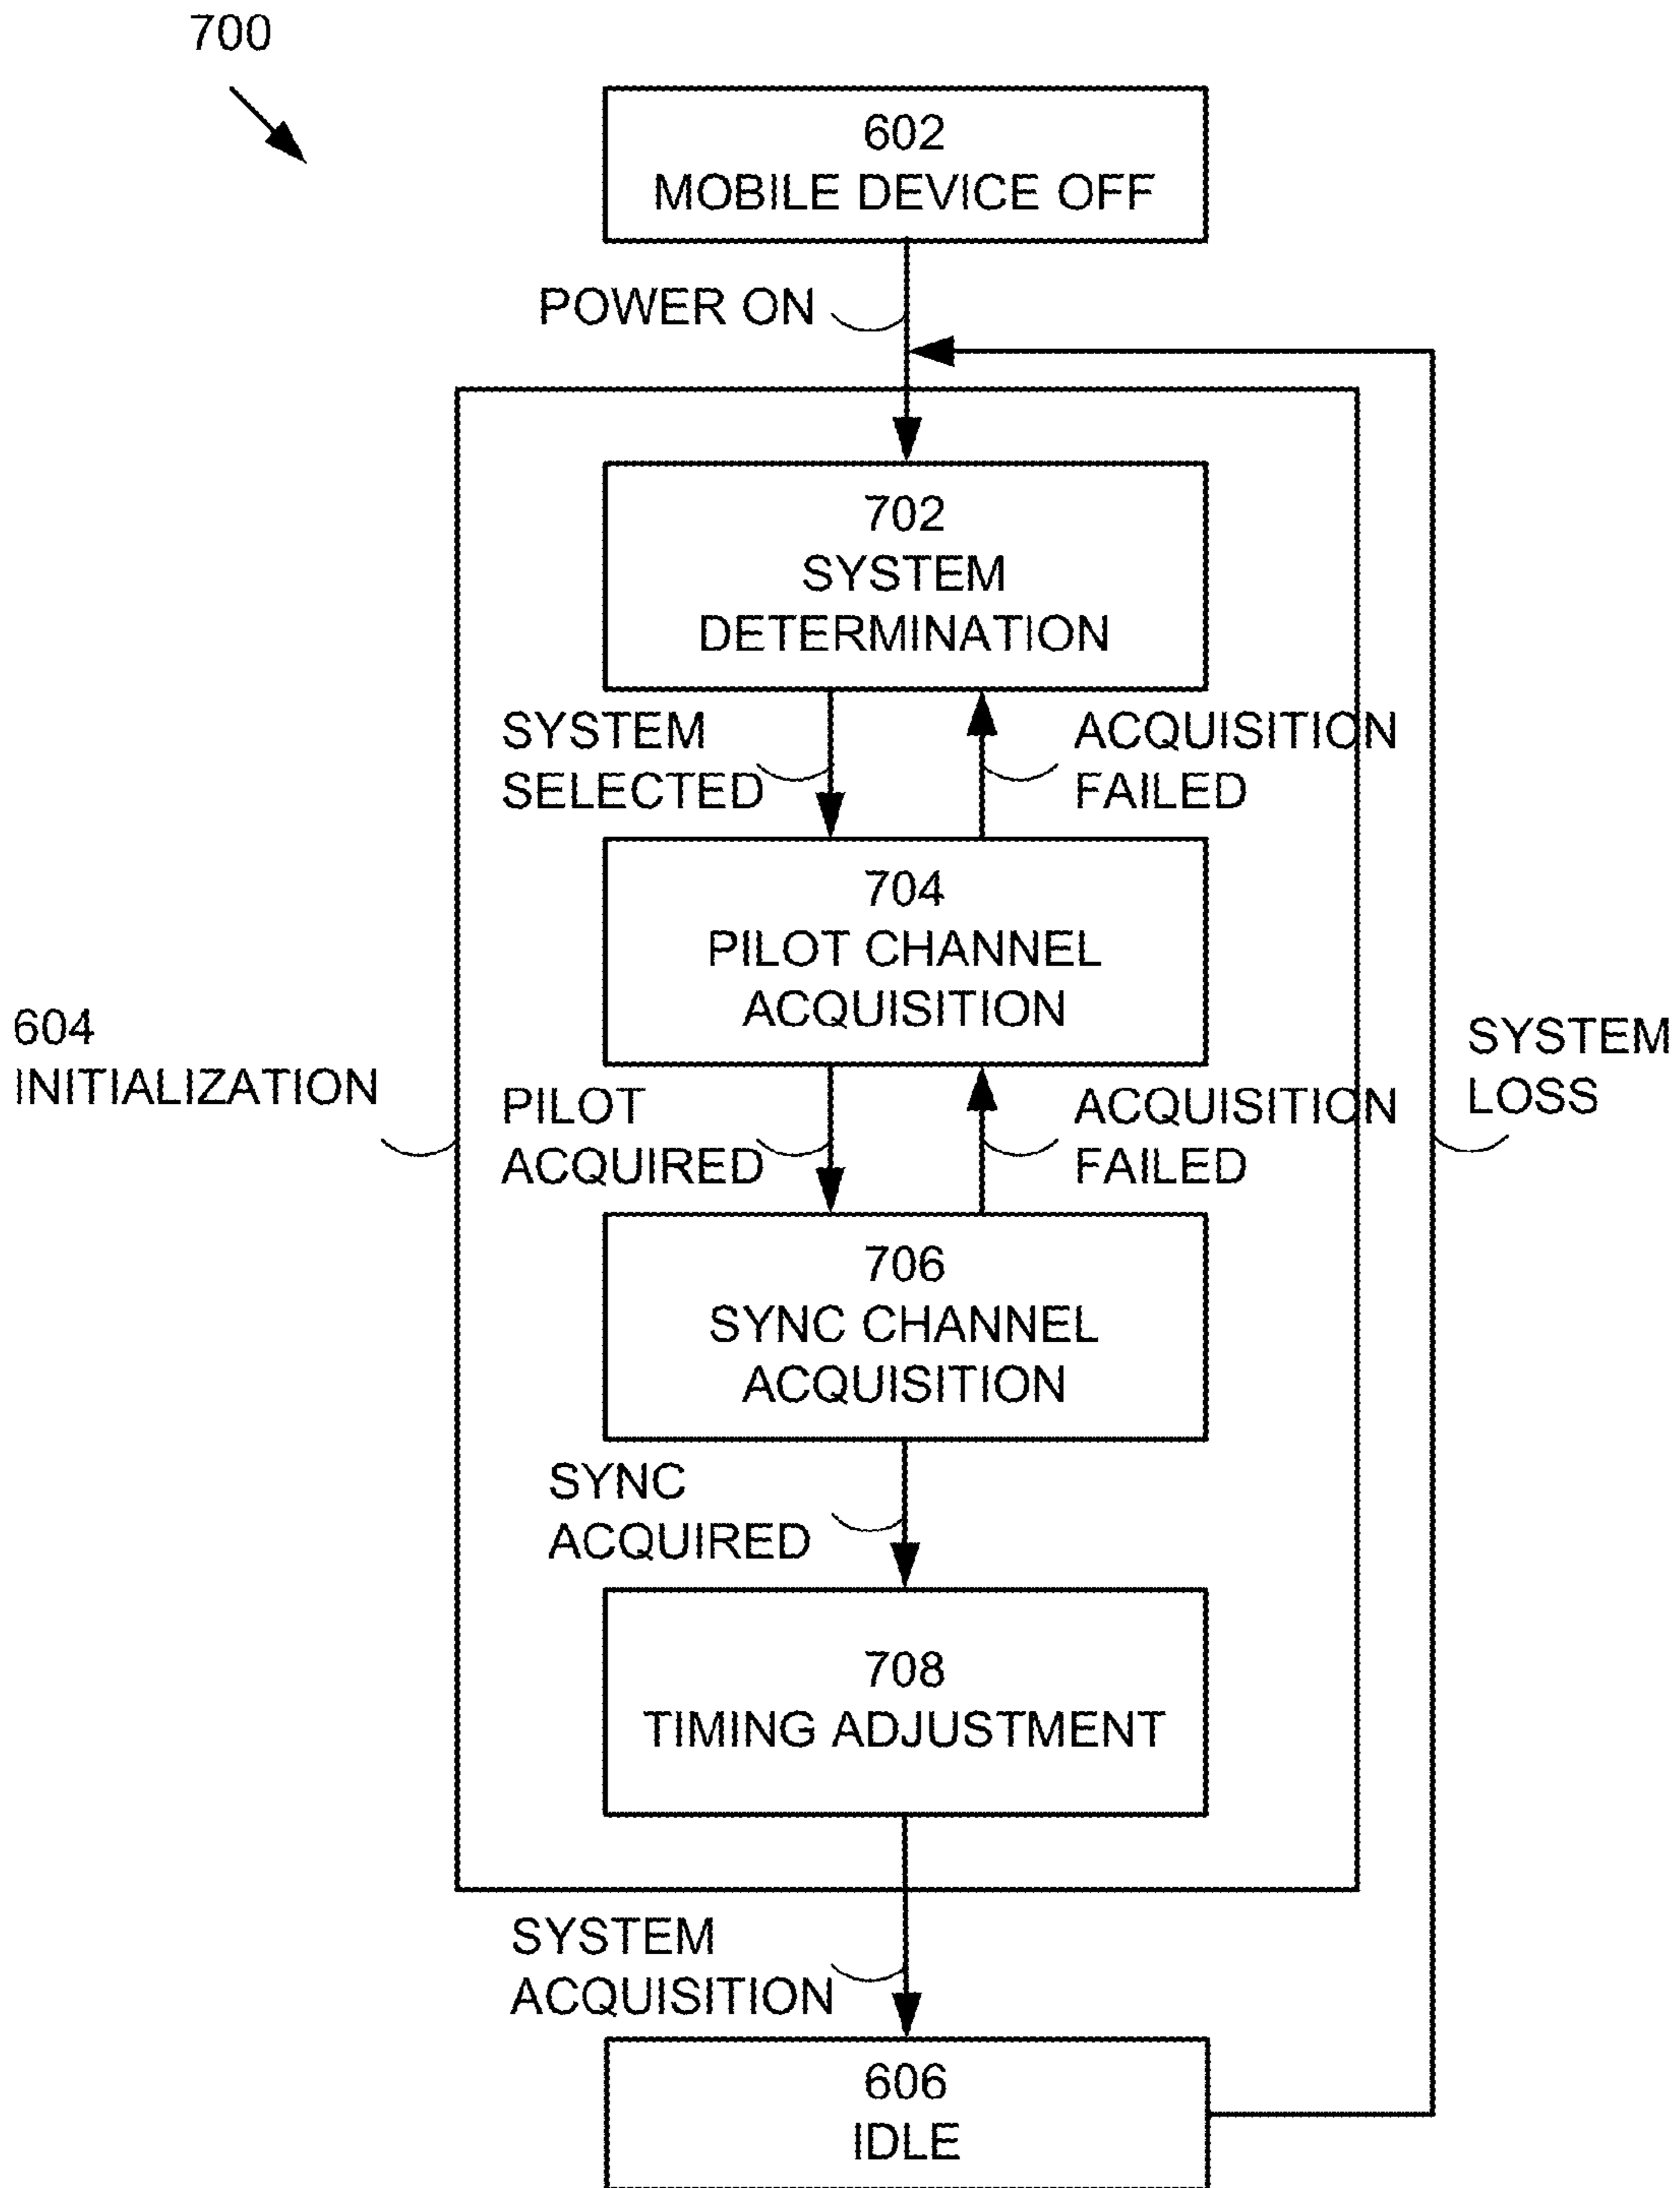 700
602
MOBILE DEVICE OFF
POWER ON
702
SYSTEM
DETERMINATION
SYSTEM
SELECTED
ACQUISITION
FAILED
704
PILOT CHANNEL
ACQUISITION
604
INITIALIZATION
SYSTEM
LOSS
PILOT
ACQUIRED
ACQUISITION
FAILED
706
SYNC CHANNEL
ACQUISITION
SYNC
ACQUIRED
708
TIMING ADJUSTMENT
SYSTEM
ACQUISITION
606
IDLE